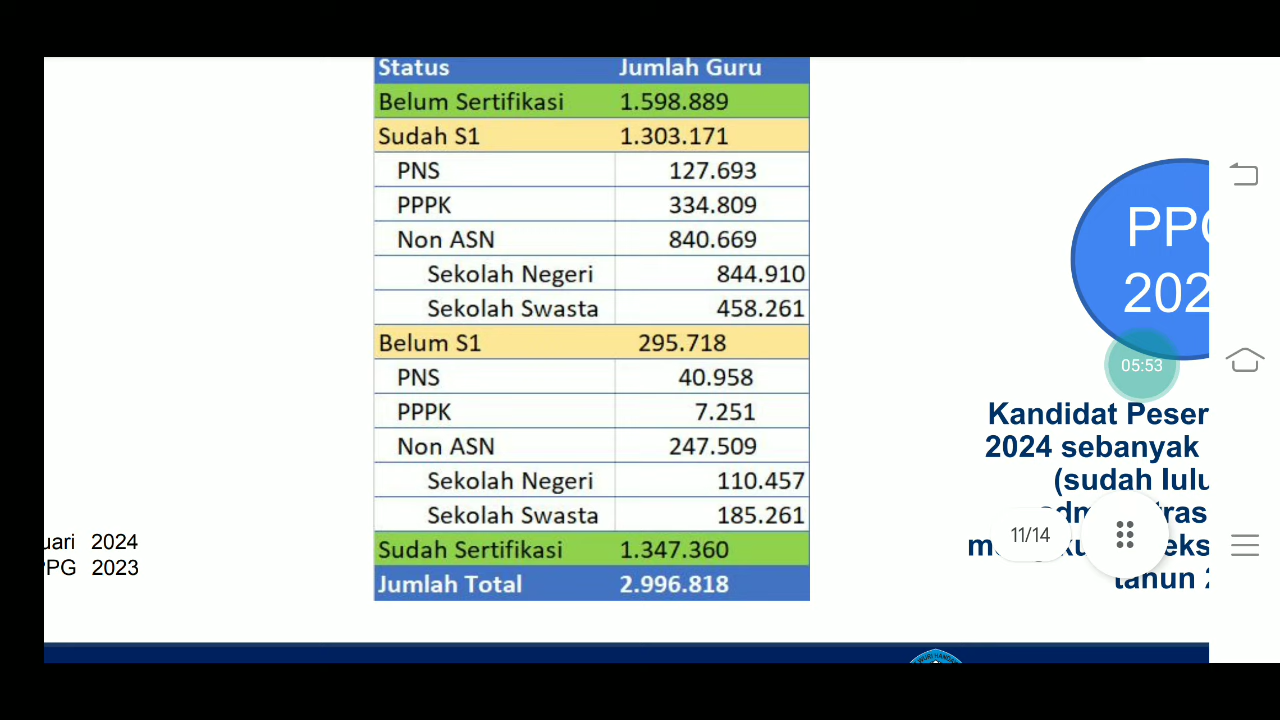 Status Jumlah Guru
Belum Sertifikasi 1.598.889
Sudah S1 1.303.171
PNS 127.693
PPPK 334.809
Non ASN 840.669
Sekolah Negeri 844.910
Sekolah Swasta 458.261
Belum S1 295.718
PNS 40.958
PPPK 7.251
Non ASN 247.509
Sekolah Negeri 110.457
Sekolah Swasta 185.261
Sudah Sertifikasi 1.347.360
Jumlah Total 2.996.818
uari 2024
PPG 2023
PPG
202
05:53
Kandidat Peser
2024 sebanyak
(sudah lulu
11/14
tahun 2